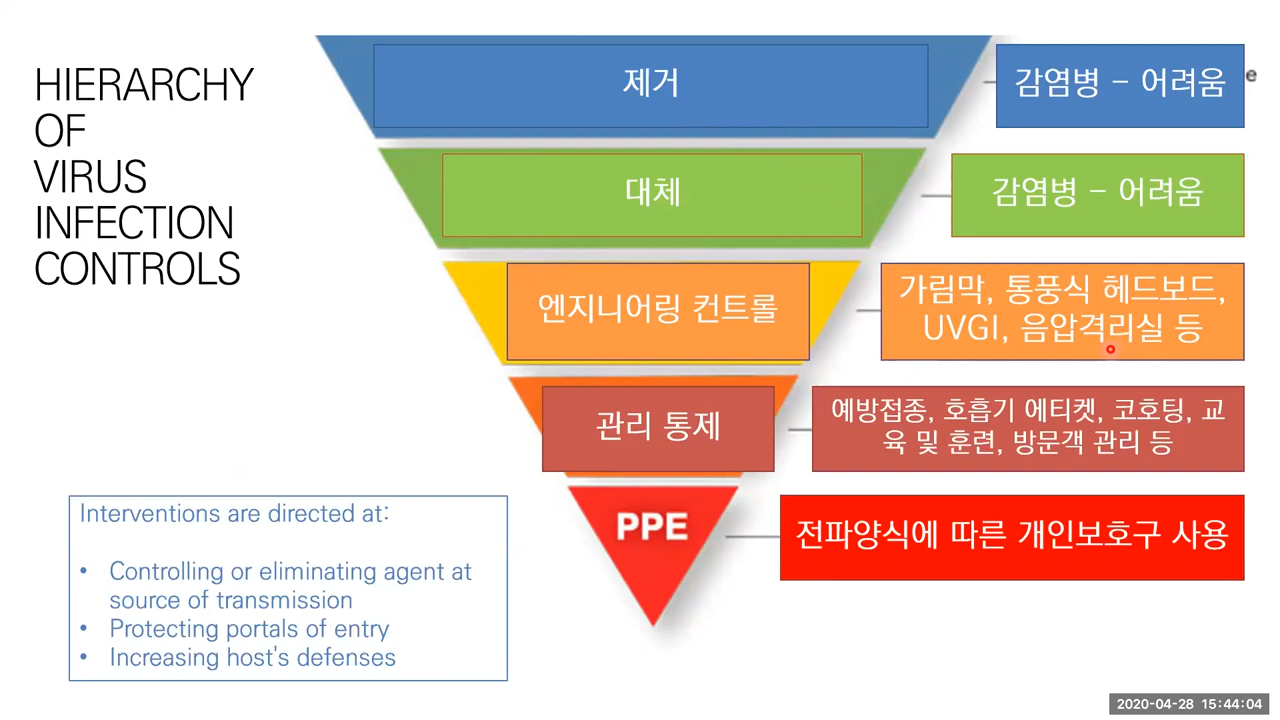 HIERARCHY
OF
VIRUS
INFECTION
CONTROLS
제거
감염병 – 어려움
e
대체
감염병 – 어려움
엔지니어링 컨트롤
가림막, 통풍식 헤드보드,
UVGI, 음압격리실 등
관리 통제
예방접종, 호흡기 에티켓, 코호팅, 교
육 및 훈련, 방문객 관리 등
PPE
전파양식에 따른 개인보호구 사용
Interventions are directed at:
• Controlling or eliminating agent at
source of transmission
• Protecting portals of entry
• Increasing host's defenses
2020-04-28 15:44:04